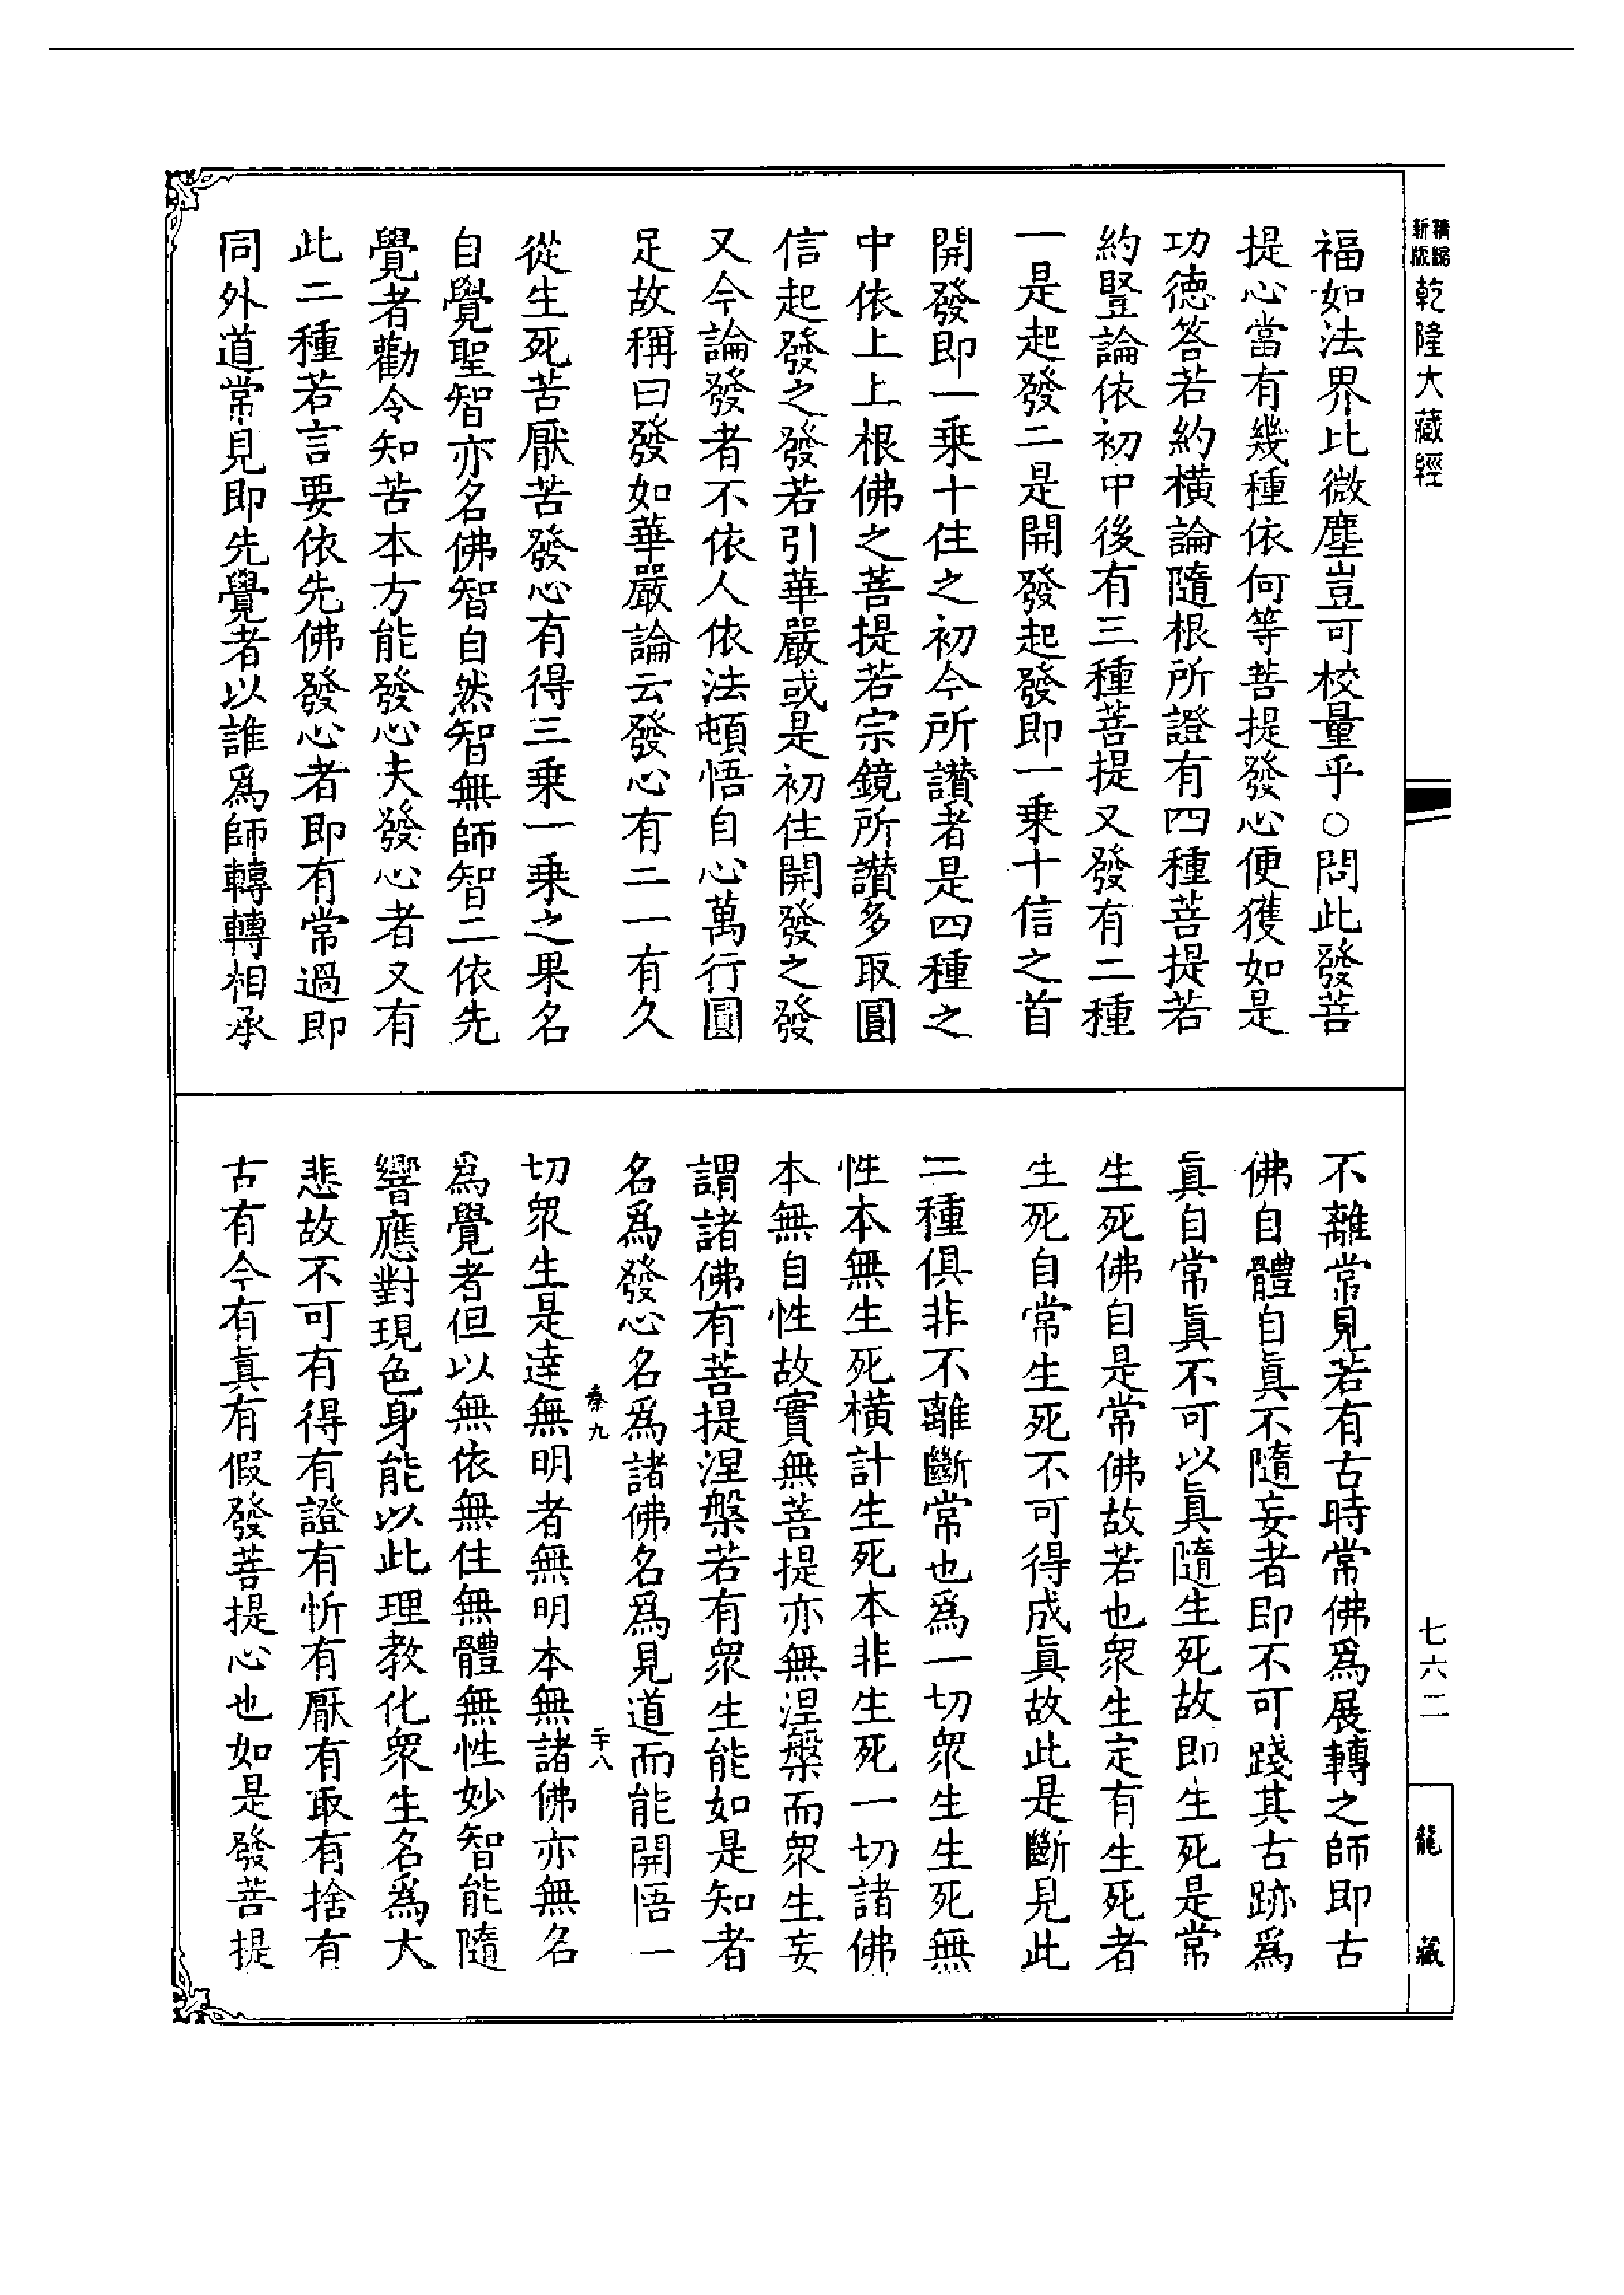 新版精縮
乾隆大藏經
福如法界比微塵豈可校量乎○問此發菩
提心當有幾種依何等菩提發心便獲如是
功德答若約橫論隨根所證有四種菩提若
約豎論依初中後有三種菩提又發有二種
一是起發二是開發起發即一乘十信之首
開發即一乘十住之初今所讚者是四種之
中依上上根佛之菩提若宗鏡所讚多取圓
信起發之發若引華嚴或是初住開發之發
又今論發者不依人依法頓悟自心萬行圓
足故稱曰發如華嚴論云發心有二一有久
從生死苦厭苦發心有得三乘一乘之果名
自覺聖智亦名佛智自然智無師智二依先
覺者勸令知苦本方能發心夫發心者又有
此二種若言要依先佛發心者即有常過即
同外道常見即先覺者以誰為師轉轉相承
不離常見若有古時常佛為展轉之師即古
佛自體自真不隨妄者即不可踐其古跡為
真自常真不可以真隨生死故即生死是常
生死佛自是常佛故若也眾生定有生死者
生死自常生死不可得成真故此是斷見此
二種俱非不離斷常也為一切眾生生死無
性本無生死橫計生死本非生死一切諸佛
本無自性故實無菩提亦無涅槃而眾生妄
謂諸佛有菩提涅槃若有眾生能如是知者
名為發心名為諸佛名為見道而能開悟一
秦九
二十八
切眾生是達無明者無明本無諸佛亦無名
為覺者但以無依無住無體無性妙智能隨
響應對現色身能以此理教化眾生名為大
悲故不可有得有證有忻有厭有取有捨有
古有今有真有假發菩提心也如是發菩提
七六二
龍藏